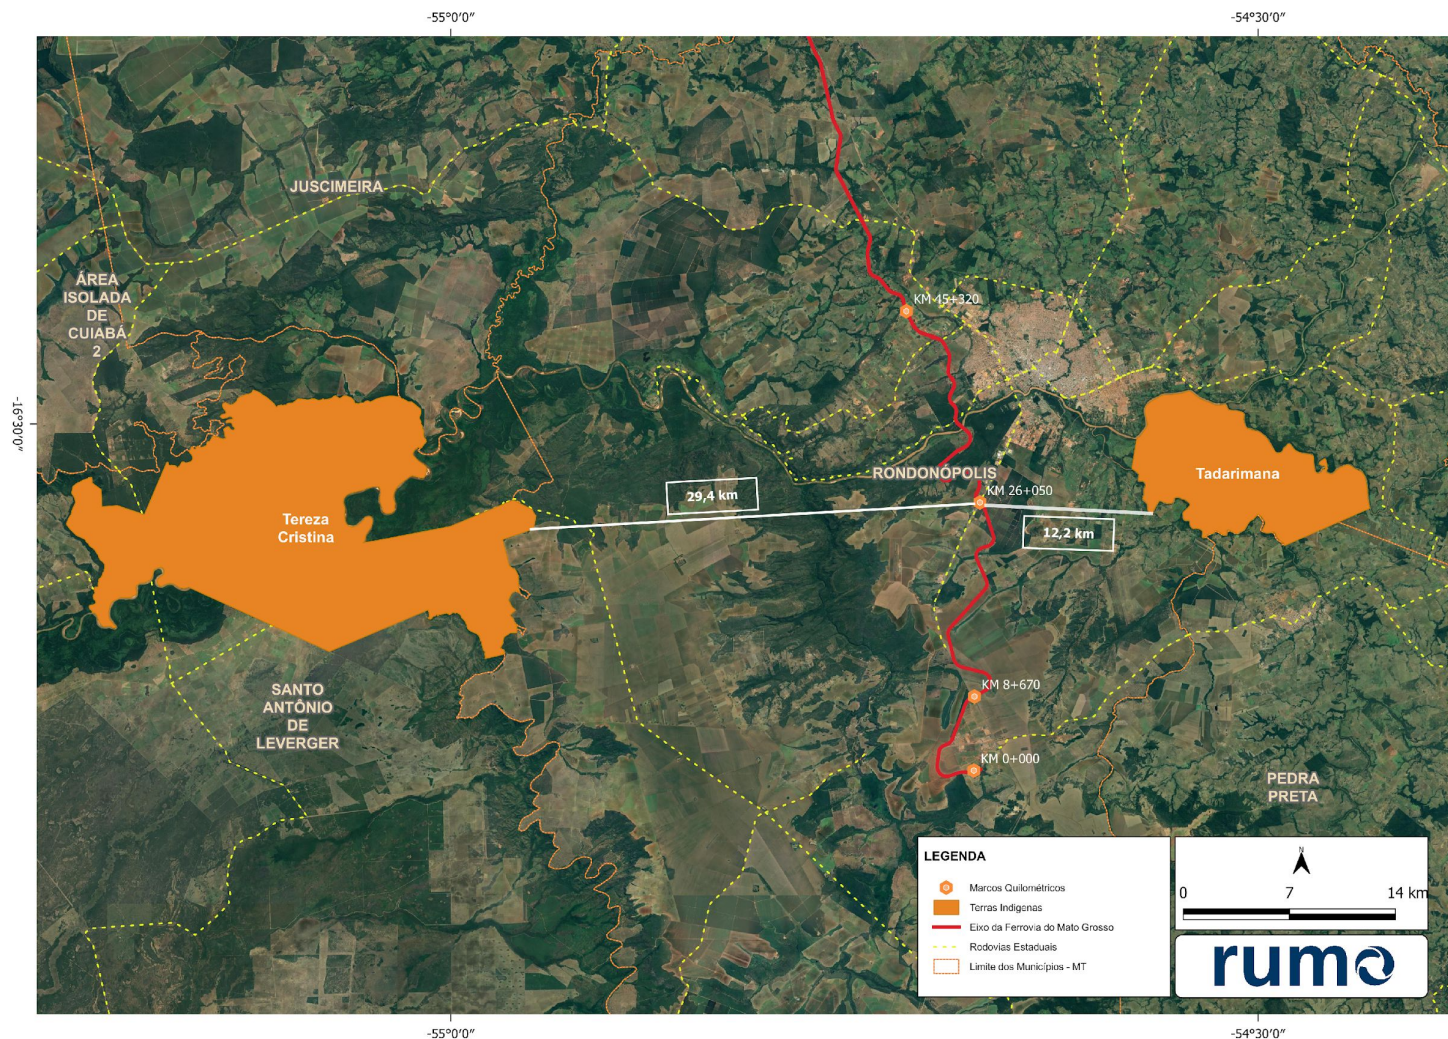 -55°0'0"
-54°30'0"
JUSCIMEIRA
ÁREA
ISOLADA
DE
CUIABÁ
2
KM 45+320
-16°30'0"
RONDONÓPOLIS
Tadarimana
29,4 km
KM 26+050
Tereza
Cristina
12,2 km
KM 8+670
SANTO
ANTÔNIO
DE
LEVERGER
KM 0+000
PEDRA
PRETA
LEGENDA
Marcos Quilométricos
Terras Indígenas
Eixo da Ferrovia do Mato Grosso
Rodovias Estaduais
Limite dos Municípios - MT
N
0 7 14 km
rumo
-55°0'0"
-54°30'0"